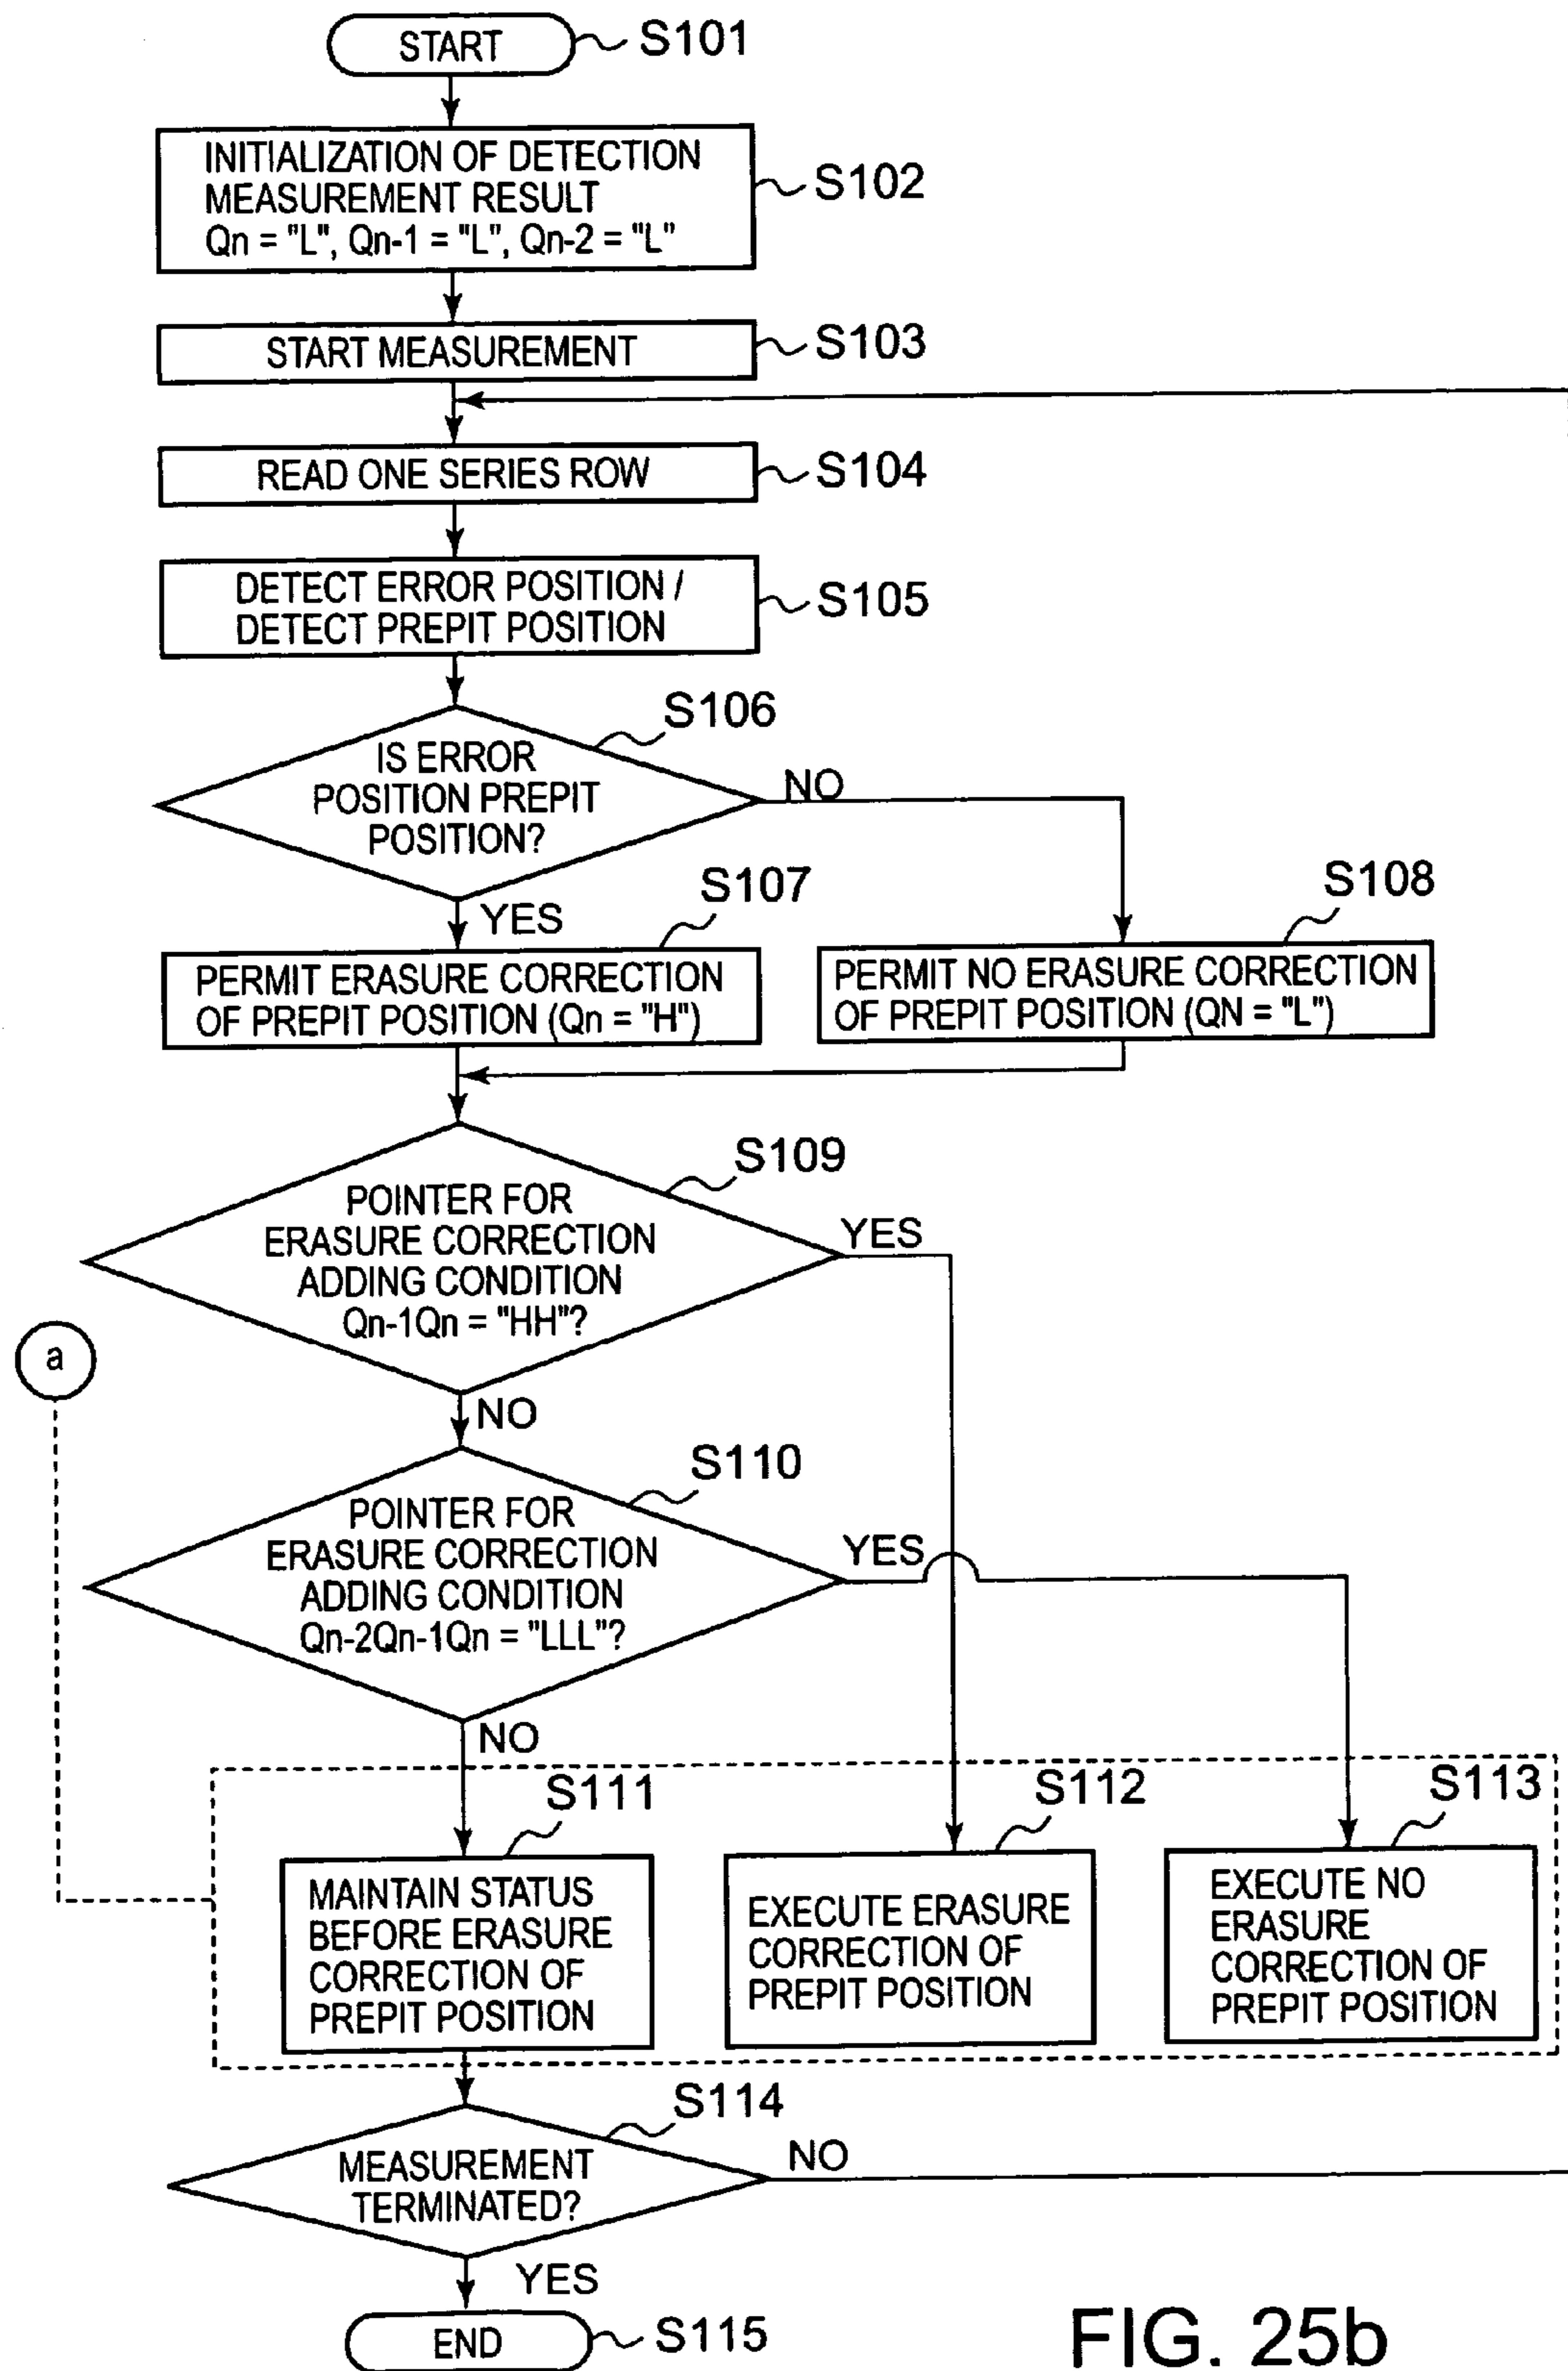 START
S101
INITIALIZATION OF DETECTION
MEASUREMENT RESULT
Qn = "L", Qn-1 = "L", Qn-2 = "L"
S102
START MEASUREMENT
S103
READ ONE SERIES ROW
S104
DETECT ERROR POSITION /
DETECT PREPIT POSITION
S105
S106
IS ERROR
POSITION PREPIT
POSITION?
NO
YES
S107
S108
PERMIT ERASURE CORRECTION
OF PREPIT POSITION (Qn = "H")
PERMIT NO ERASURE CORRECTION
OF PREPIT POSITION (QN = "L")
S109
POINTER FOR
ERASURE CORRECTION
ADDING CONDITION
Qn-1Qn = "HH"?
YES
a
NO
S110
POINTER FOR
ERASURE CORRECTION
ADDING CONDITION
Qn-2Qn-1Qn = "LLL"?
YES
NO
S111
S112
S113
MAINTAIN STATUS
BEFORE ERASURE
CORRECTION OF
PREPIT POSITION
EXECUTE ERASURE
CORRECTION OF
PREPIT POSITION
EXECUTE NO
ERASURE
CORRECTION OF
PREPIT POSITION
S114
MEASUREMENT
TERMINATED?
NO
YES
END
S115
FIG. 25b